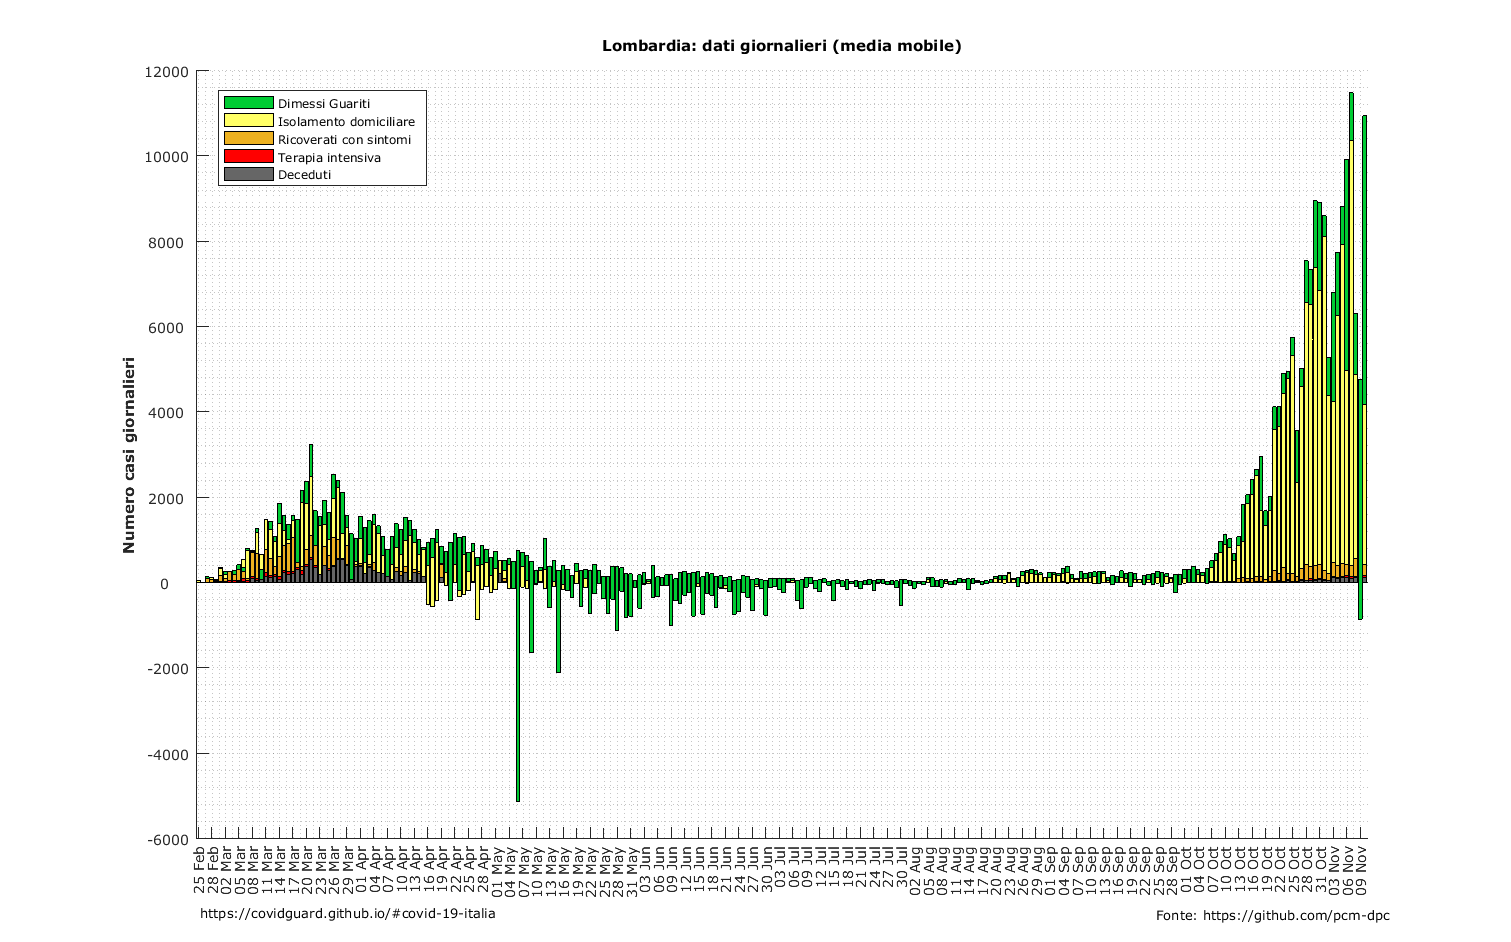 Lombardia: dati giornalieri (media mobile)
12000
10000
8000
6000
4000
2000
0
-2000
-4000
-6000
Numero casi giornalieri
Dimessi Guariti
Isolamento domiciliare
Ricoverati con sintomi
Terapia intensiva
Deceduti
25 Feb
28 Feb
02 Mar
05 Mar
08 Mar
11 Mar
14 Mar
17 Mar
20 Mar
23 Mar
26 Mar
29 Mar
01 Apr
04 Apr
07 Apr
10 Apr
13 Apr
16 Apr
19 Apr
22 Apr
25 Apr
28 Apr
01 May
04 May
07 May
10 May
13 May
16 May
19 May
22 May
25 May
28 May
31 May
03 Jun
06 Jun
09 Jun
12 Jun
15 Jun
18 Jun
21 Jun
24 Jun
27 Jun
30 Jun
03 Jul
06 Jul
09 Jul
12 Jul
15 Jul
18 Jul
21 Jul
24 Jul
27 Jul
30 Jul
02 Aug
05 Aug
08 Aug
11 Aug
14 Aug
17 Aug
20 Aug
23 Aug
26 Aug
29 Aug
01 Sep
04 Sep
07 Sep
10 Sep
13 Sep
16 Sep
19 Sep
22 Sep
25 Sep
28 Sep
01 Oct
04 Oct
07 Oct
10 Oct
13 Oct
16 Oct
19 Oct
22 Oct
25 Oct
28 Oct
31 Oct
03 Nov
06 Nov
09 Nov
https://covidguard.github.io/#covid-19-italia
Fonte: https://github.com/pcm-dpc